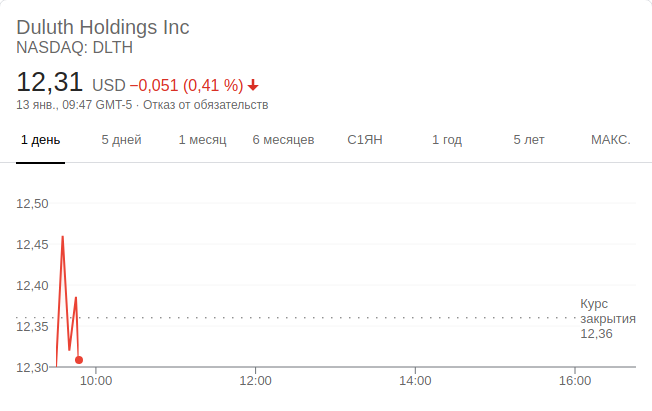 Duluth Holdings Inc
NASDAQ: DLTH
12,31 USD −0,051 (0,41 %)
13 янв., 09:47 GMT-5 · Отказ от обязательств
1 день 5 дней 1 месяц 6 месяцев С1ЯН 1 год 5 лет МАКС.
12,50
12,45
12,40
12,35
12,30
Курс
закрытия
12,36
10:00 12:00 14:00 16:00